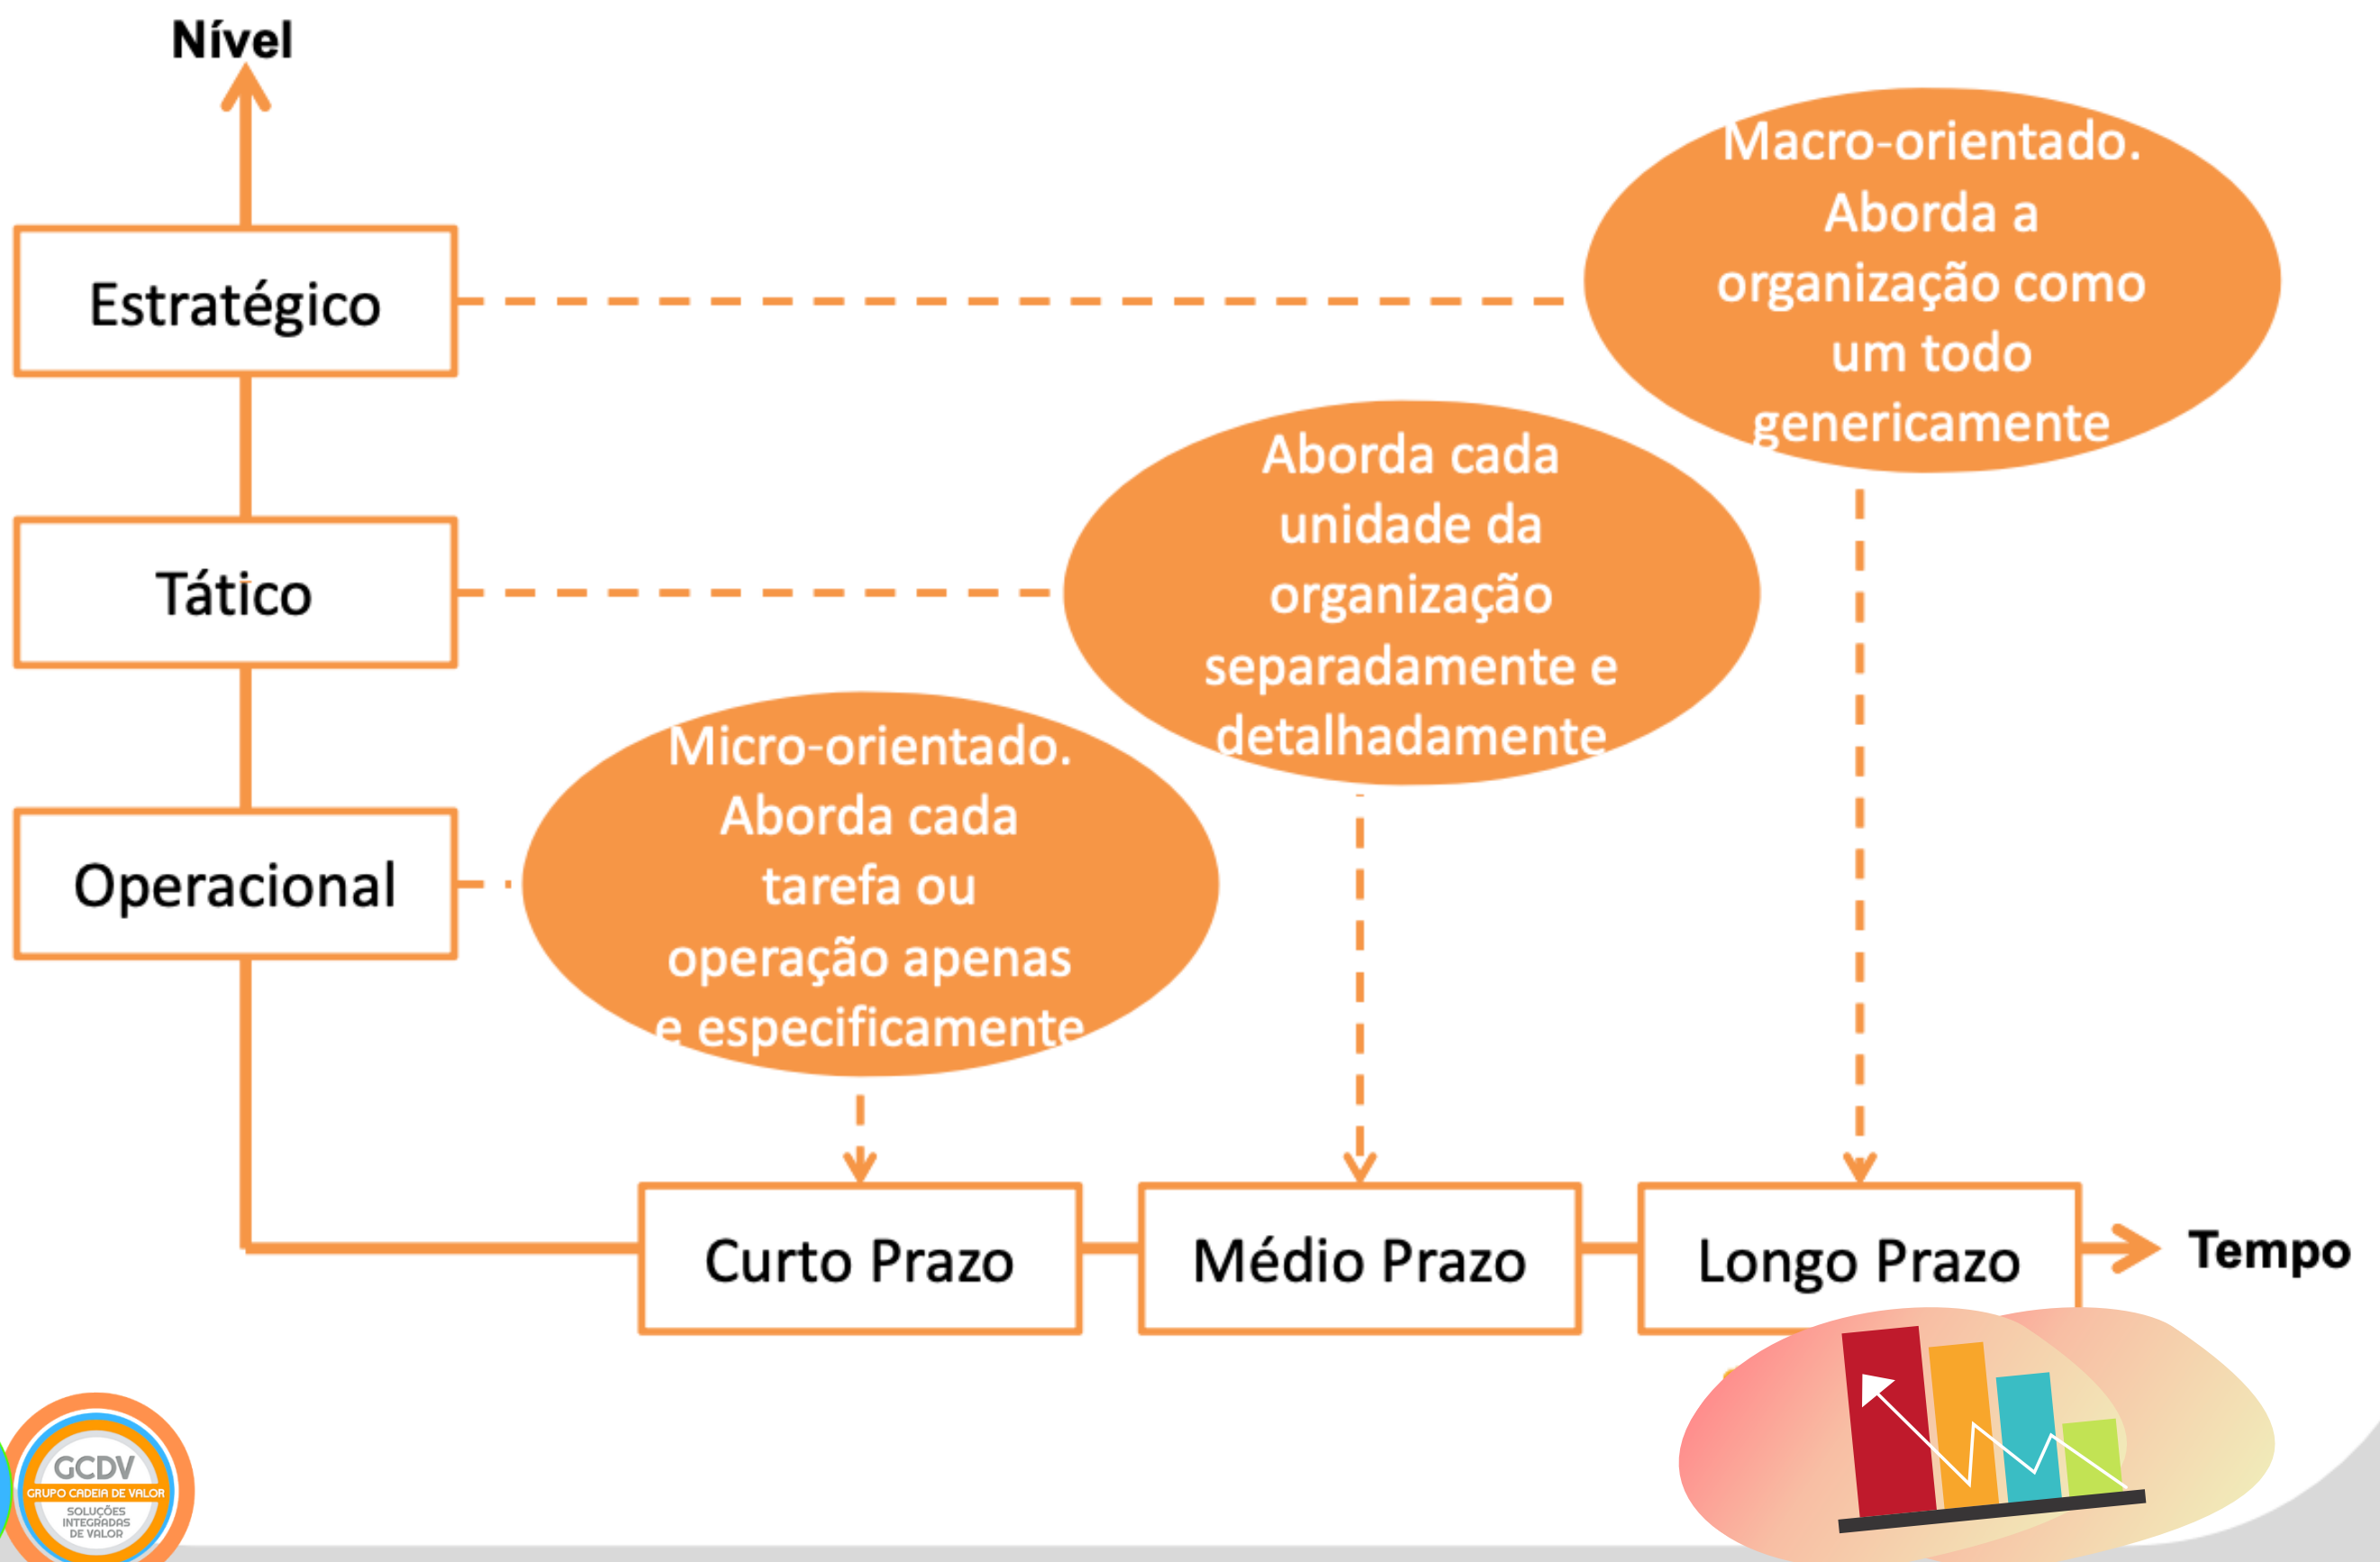 Nível
Macro-orientado.
Aborda a
organização como
um todo
genericamente
Estratégico
Aborda cada
unidade da
organização
separadamente e
detalhadamente
Tático
Micro-orientado.
Aborda cada
tarefa ou
operação apenas
e especificamente
Operacional
Curto Prazo
Médio Prazo
Longo Prazo
Tempo
GCDV
GRUPO CADEIA DE VALOR
SOLUÇÕES
INTEGRADAS
DE VALOR